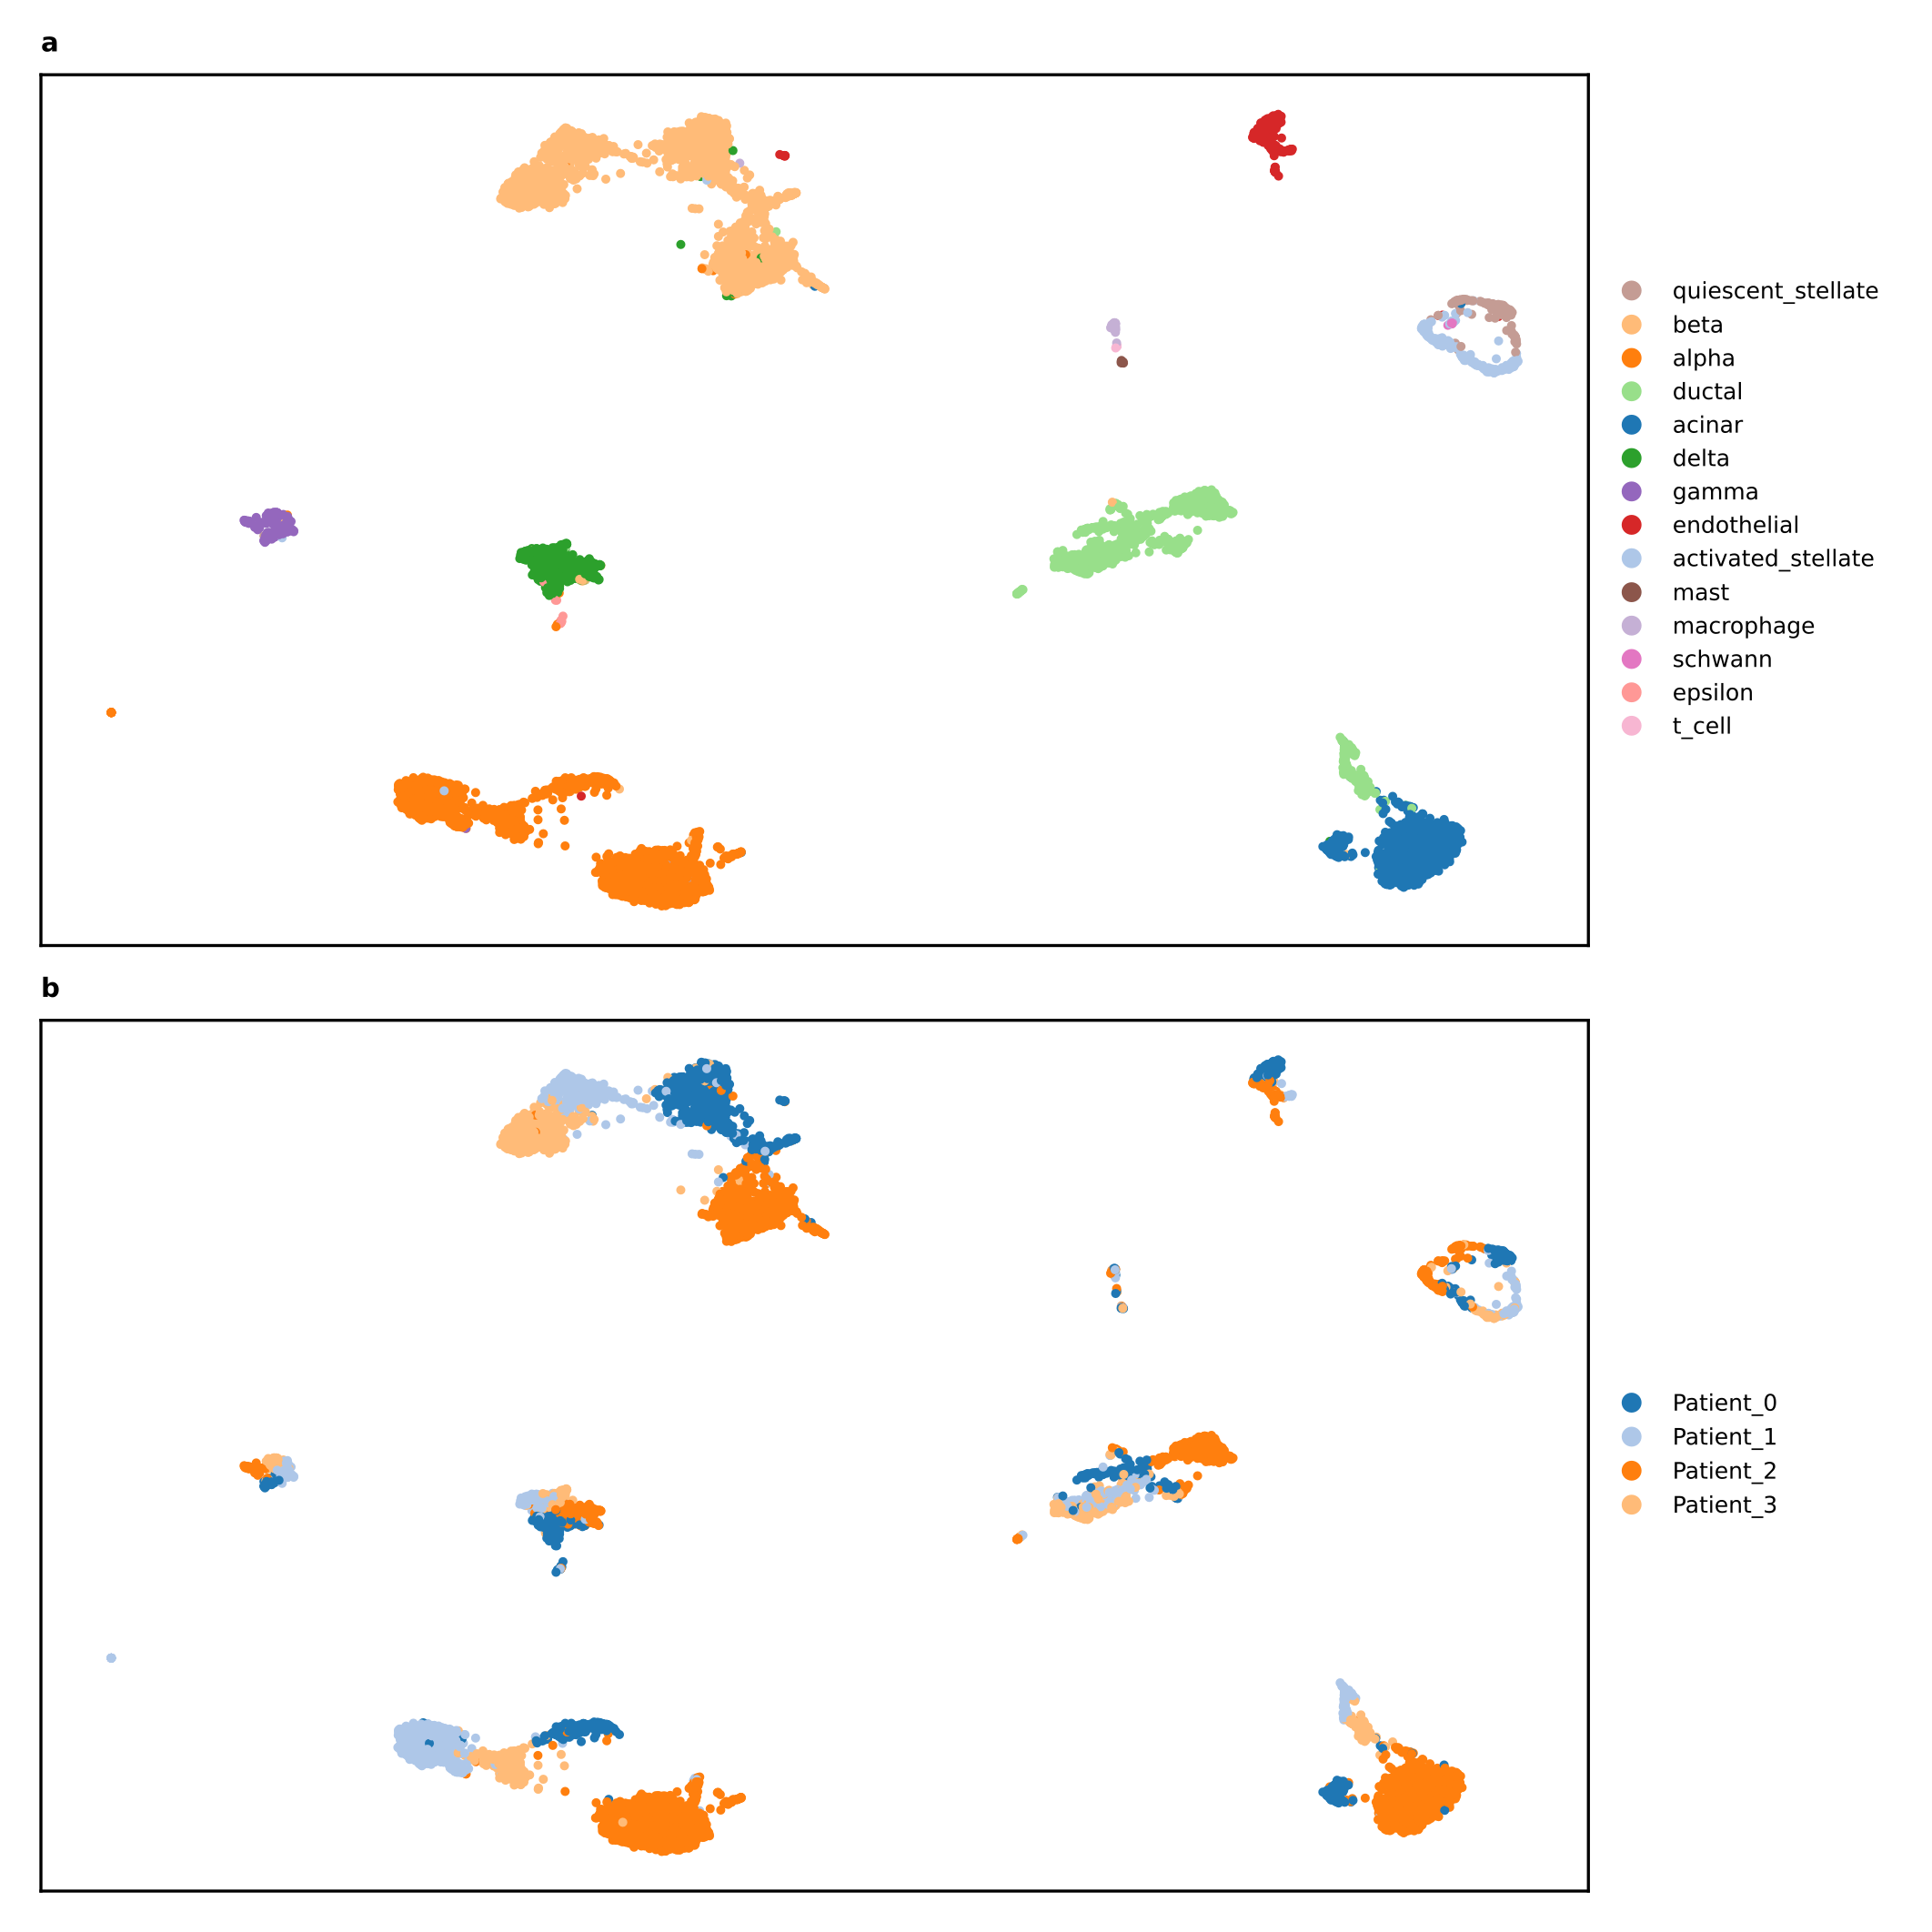 a
quiescent_stellate
beta
alpha
ductal
acinar
delta
gamma
endothelial
activated_stellate
mast
macrophage
schwann
epsilon
t_cell
b
Patient_0
Patient_1
Patient_2
Patient_3